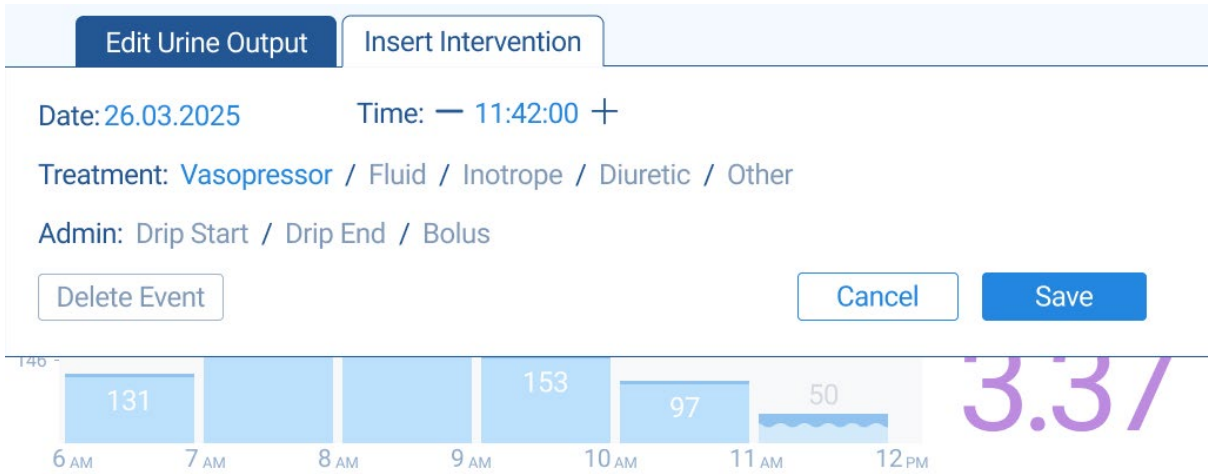 Edit Urine Output Insert Intervention
Date: 26.03.2025 Time: — 11:42:00 +
Treatment: Vasopressor / Fluid / Inotrope / Diuretic / Other
Admin: Drip Start / Drip End / Bolus
Delete Event Cancel Save
146 -
131 153 97 50 3.37
6 AM 7 AM 8 AM 9 AM 10 AM 11 AM 12 PM